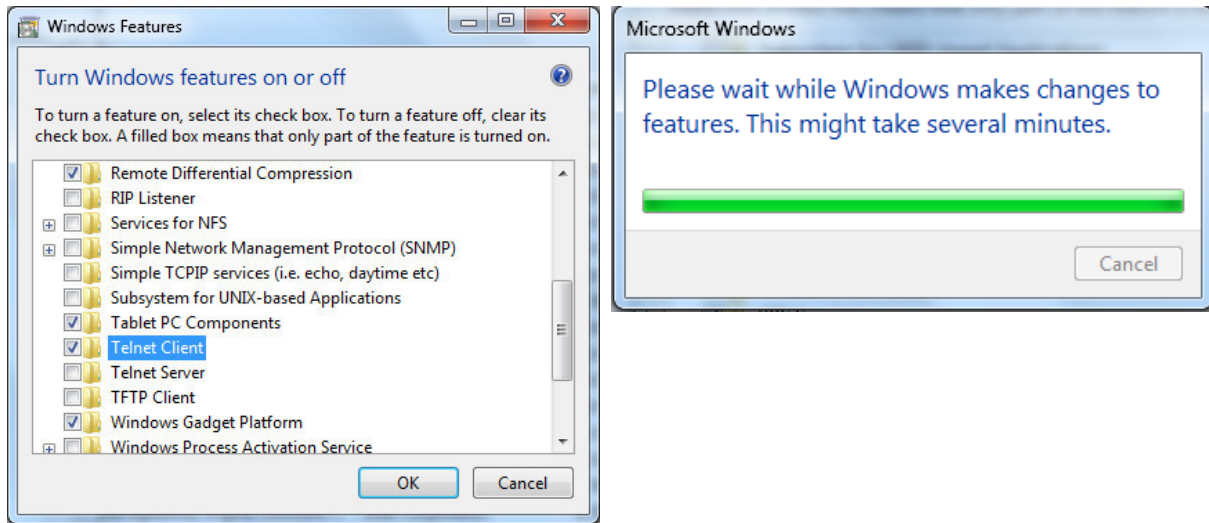 Windows Features
Turn Windows features on or off
To turn a feature on, select its check box. To turn a feature off, clear its
check box. A filled box means that only part of the feature is turned on.
Remote Differential Compression
RIP Listener
Services for NFS
Simple Network Management Protocol (SNMP)
Simple TCPIP services (i.e. echo, daytime etc)
Subsystem for UNIX-based Applications
Tablet PC Components
Telnet Client
Telnet Server
TFTP Client
Windows Gadget Platform
Windows Process Activation Service
OK
Cancel
Microsoft Windows
Please wait while Windows makes changes to
features. This might take several minutes.
Cancel